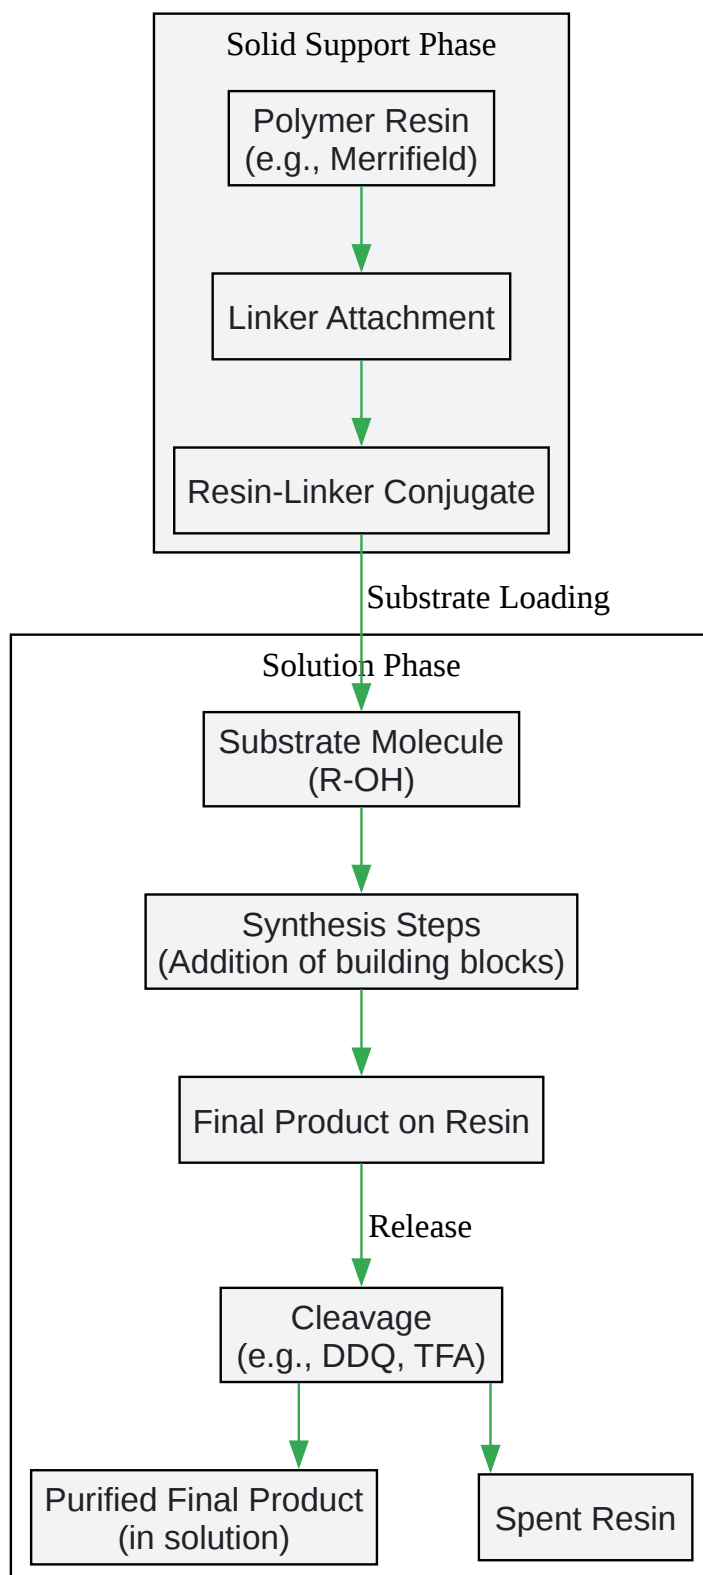 Solid Support Phase
Polymer Resin
(e.g., Merrifield)
Linker Attachment
Resin-Linker Conjugate
Substrate Loading
Solution Phase
Substrate Molecule
(R-OH)
Synthesis Steps
(Addition of building blocks)
Final Product on Resin
Release
Cleavage
(e.g., DDQ, TFA)
Purified Final Product
(in solution)
Spent Resin